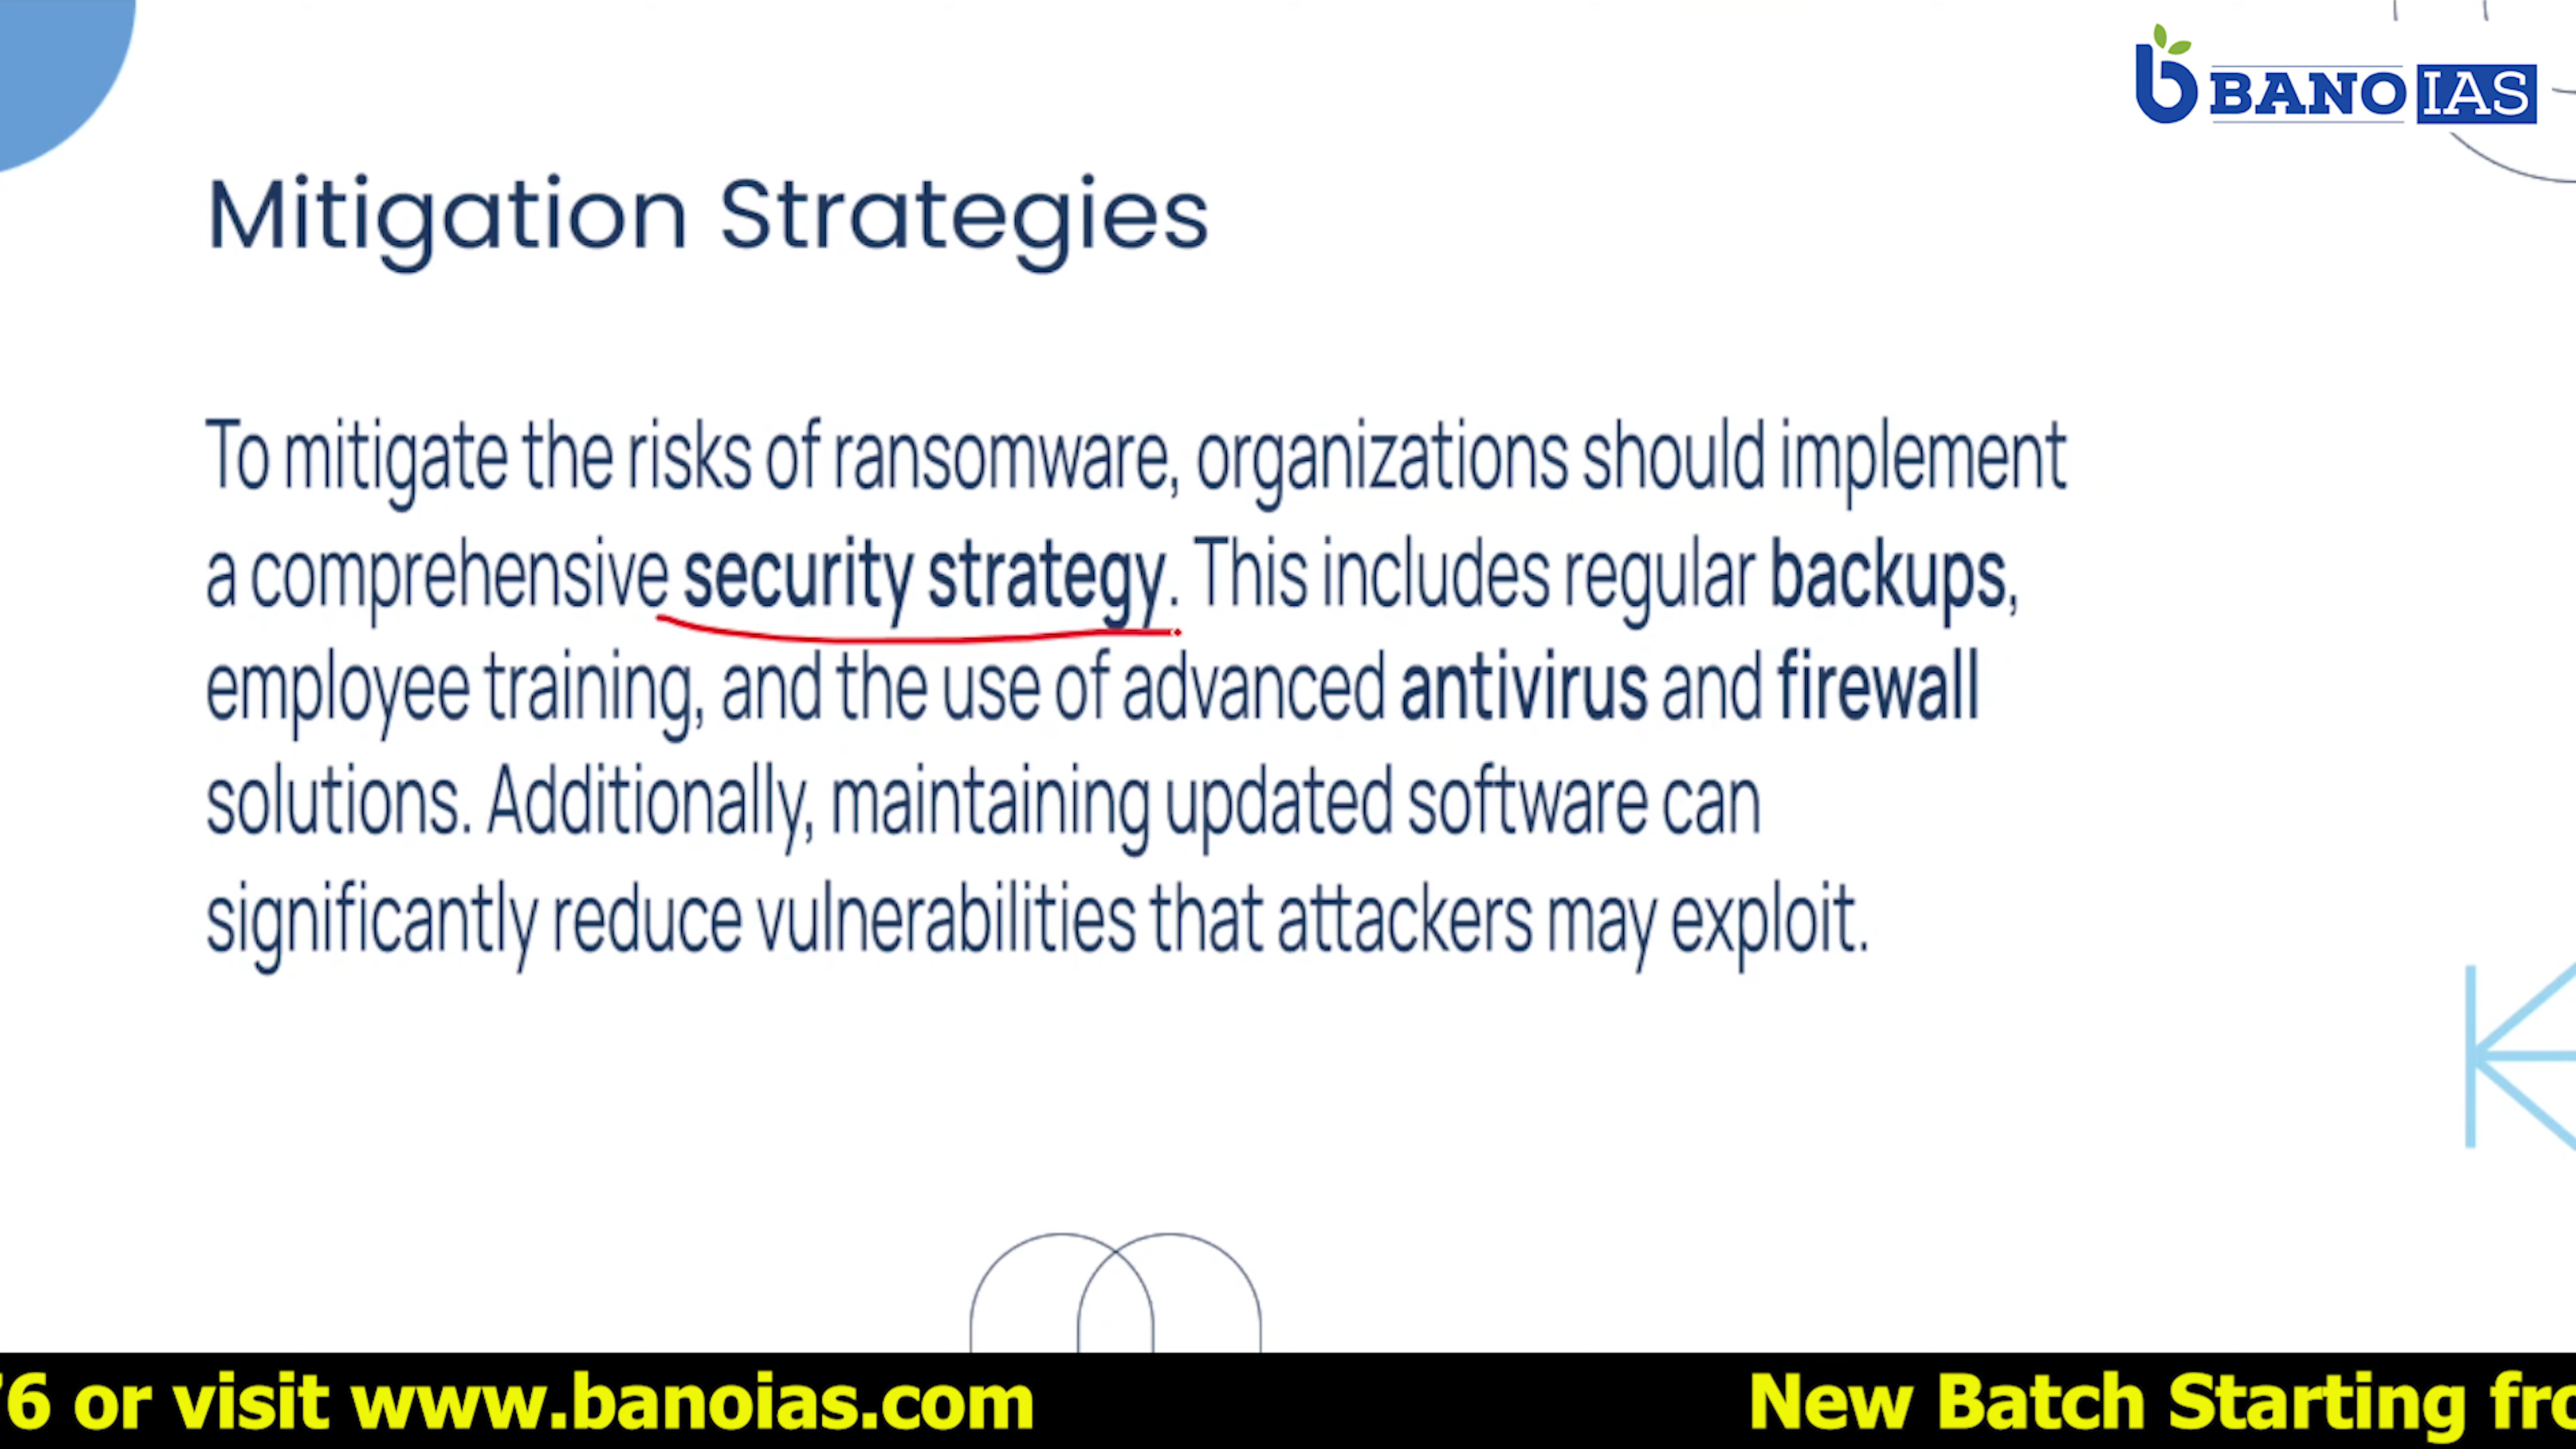 BANO IAS
Mitigation Strategies
To mitigate the risks of ransomware, organizations should implement
a comprehensive security strategy. This includes regular backups,
employee training, and the use of advanced antivirus and firewall
solutions. Additionally, maintaining updated software can
significantly reduce vulnerabilities that attackers may exploit.
6 or visit www.banoias.com New Batch Starting